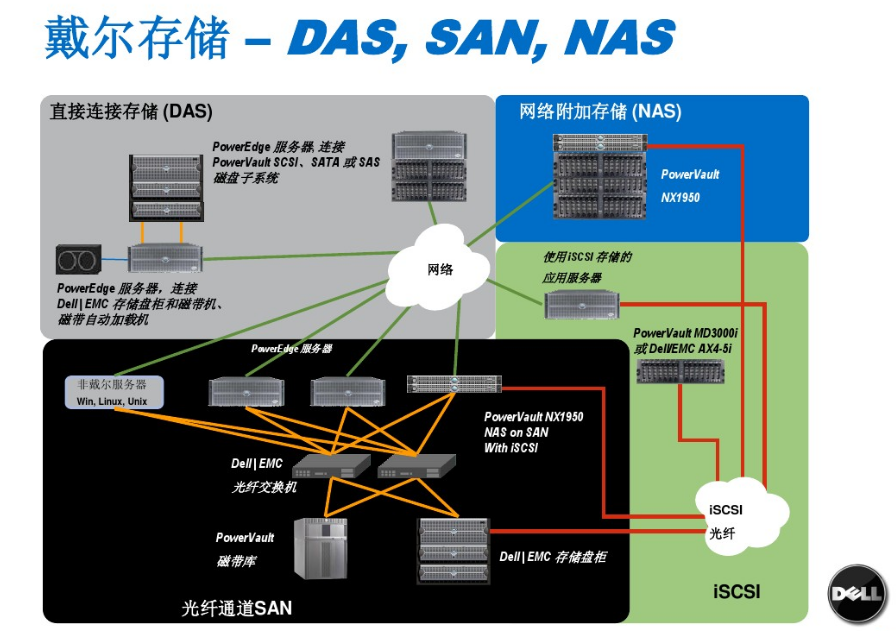 戴尔存储 – DAS, SAN, NAS
直接连接存储 (DAS)
PowerEdge 服务器, 连接
PowerVault SCSI、SATA 或 SAS
磁盘子系统
PowerEdge 服务器，连接
Dell|EMC 存储盘柜和磁带机、
磁带自动加载机
网络
网络附加存储 (NAS)
PowerVault
NX1950
使用iSCSI 存储的
应用服务器
PowerVault MD3000i
或 Dell/EMC AX4-5i
PowerEdge 服务器
非戴尔服务器
Win, Linux, Unix
PowerVault NX1950
NAS on SAN
With iSCSI
Dell|EMC
光纤交换机
PowerVault
磁带库
Dell|EMC 存储盘柜
光纤通道SAN
iSCSI
光纤
iSCSI
DELL